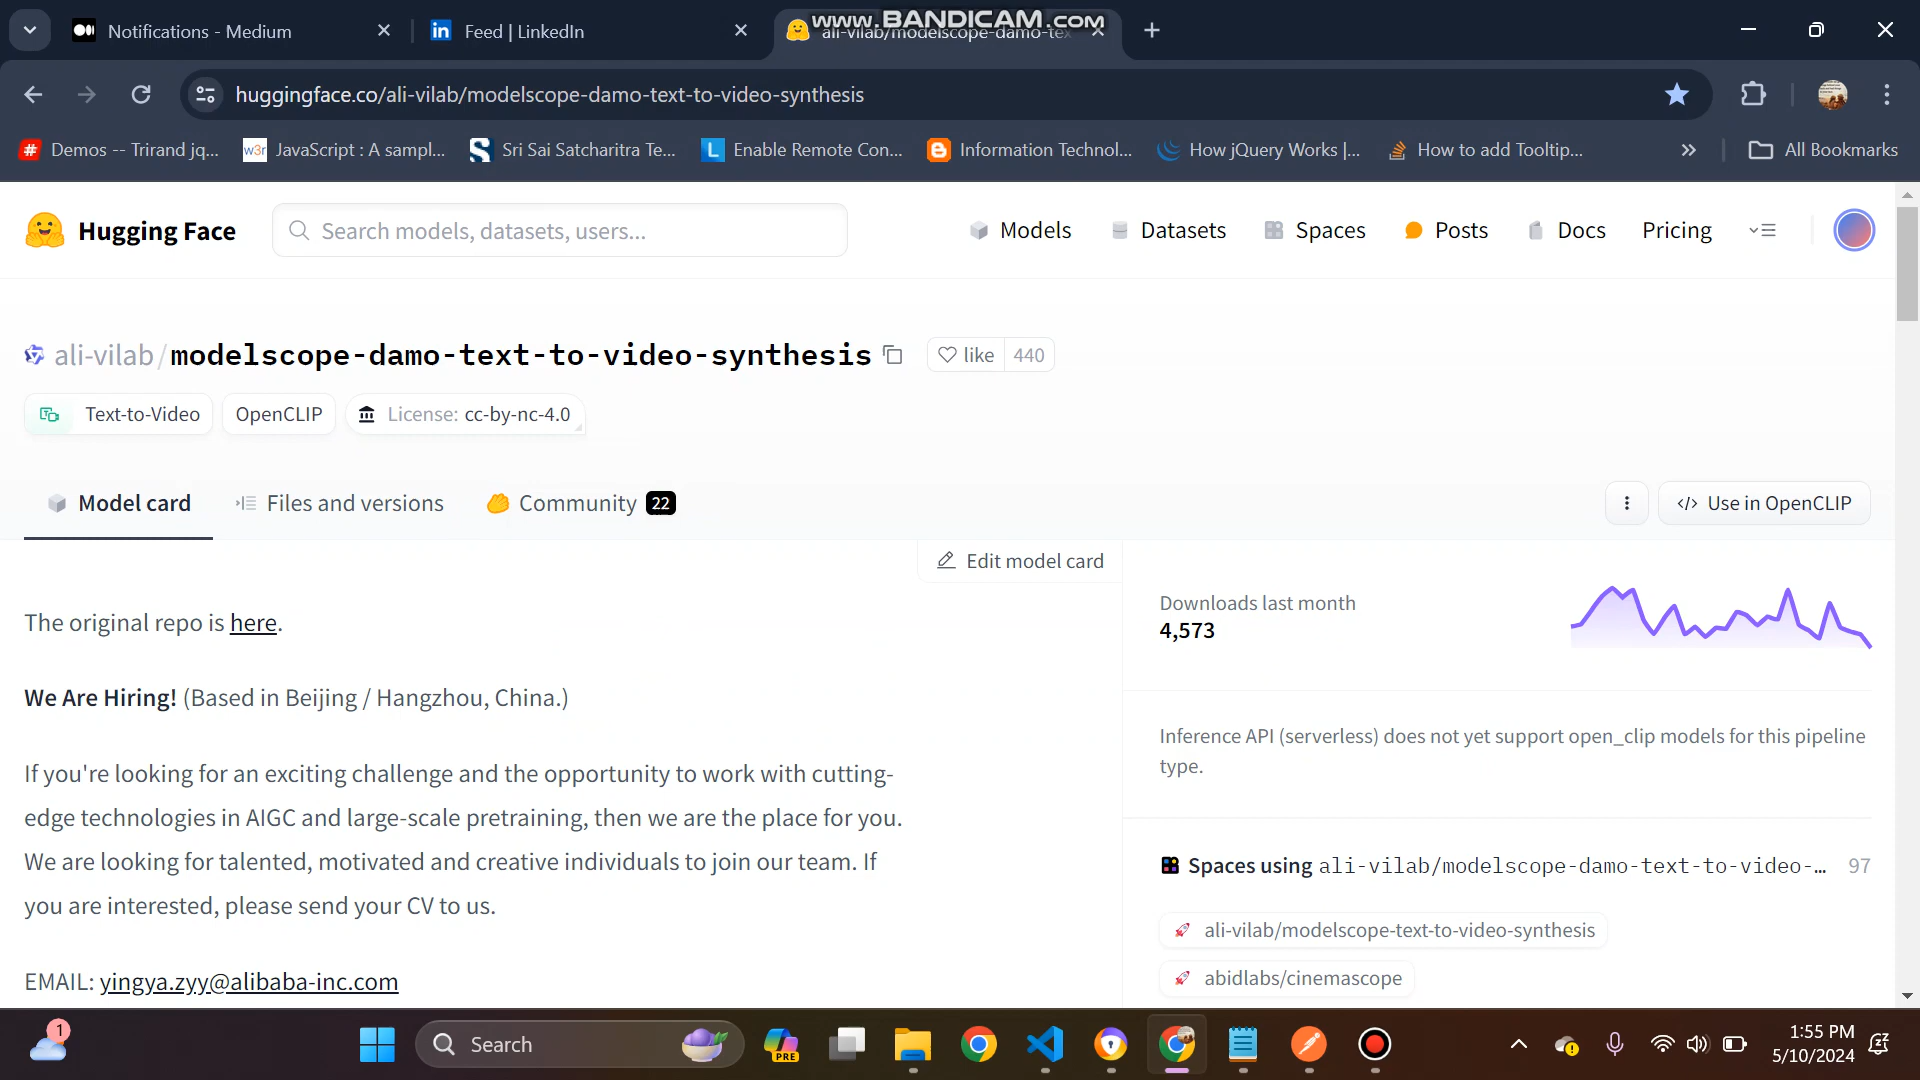 www.BANDICAM.com
Notifications - Medium
Feed | LinkedIn
ali-vilab/modelscope-damo-tex
huggingface.co/ali-vilab/modelscope-damo-text-to-video-synthesis
Demos -- Trirand jq...
JavaScript : A sampl...
Sri Sai Satcharitra Te...
Enable Remote Con...
Information Technol...
How jQuery Works |...
How to add Tooltip...
»
All Bookmarks
Hugging Face
Search models, datasets, users...
Models
Datasets
Spaces
Posts
Docs
Pricing
ali-vilab/modelscope-damo-text-to-video-synthesis
like 440
Text-to-Video
OpenCLIP
License: cc-by-nc-4.0
Model card
Files and versions
Community 22
Use in OpenCLIP
Edit model card
The original repo is here.
We Are Hiring! (Based in Beijing / Hangzhou, China.)
If you're looking for an exciting challenge and the opportunity to work with cutting-
edge technologies in AIGC and large-scale pretraining, then we are the place for you.
We are looking for talented, motivated and creative individuals to join our team. If
you are interested, please send your CV to us.
EMAIL: yingya.zyy@alibaba-inc.com
Downloads last month
4,573
Inference API (serverless) does not yet support open_clip models for this pipeline
type.
Spaces using ali-vilab/modelscope-damo-text-to-video-… 97
ali-vilab/modelscope-text-to-video-synthesis
abidlabs/cinemascope
1
Search
PRE
1:55 PM
5/10/2024